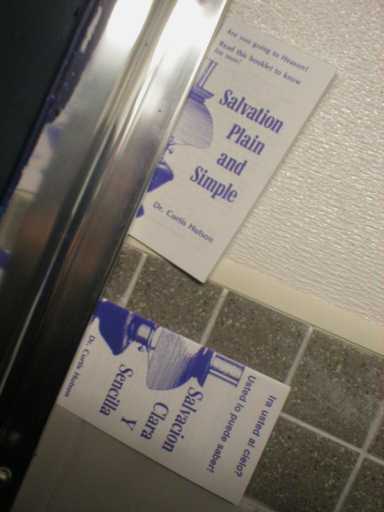 Are you going to Heaven?
Read this booklet to know
for sure!
Salvation
Plain
and
Simple
Dr. Curtis Hutson
Ira usted al cielo?
Usted lo puede saber!
Salvacion
Clara
Y
Sencilla
Dr. Curtis Hutson